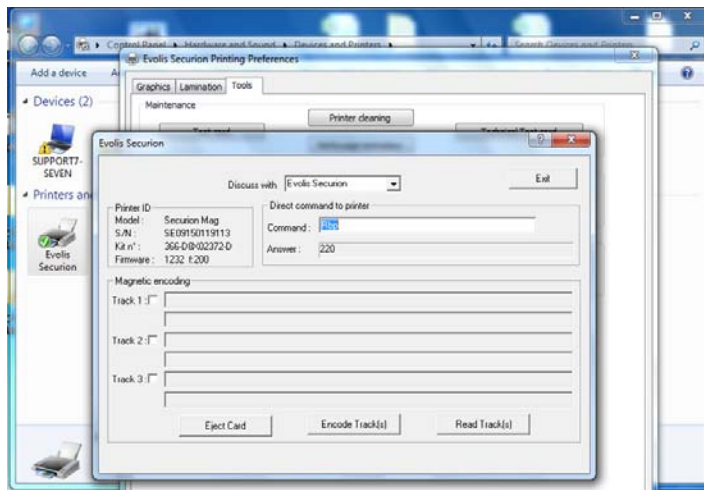 Control Panel ▸ Hardware and Sound ▸ Devices and Printers ▸
Search Devices and Printers
Evolis Securion Printing Preferences
Add a device
Graphics Lamination Tools
Devices (2)
Maintenance
Printer cleaning
Evolis Securion
SUPPORT7-
SEVEN
Discuss with Evolis Securion
Exit
Printers and
Printer ID
Model : Securion Mag
S/N : SE09150119113
Firmware : 1232 f.200
Direct command to printer
Command :
Answer : 220
Evolis
Securion
Magnetic encoding
Track 1 :
Track 2 :
Track 3 :
Eject Card Encode Track(s) Read Track(s)